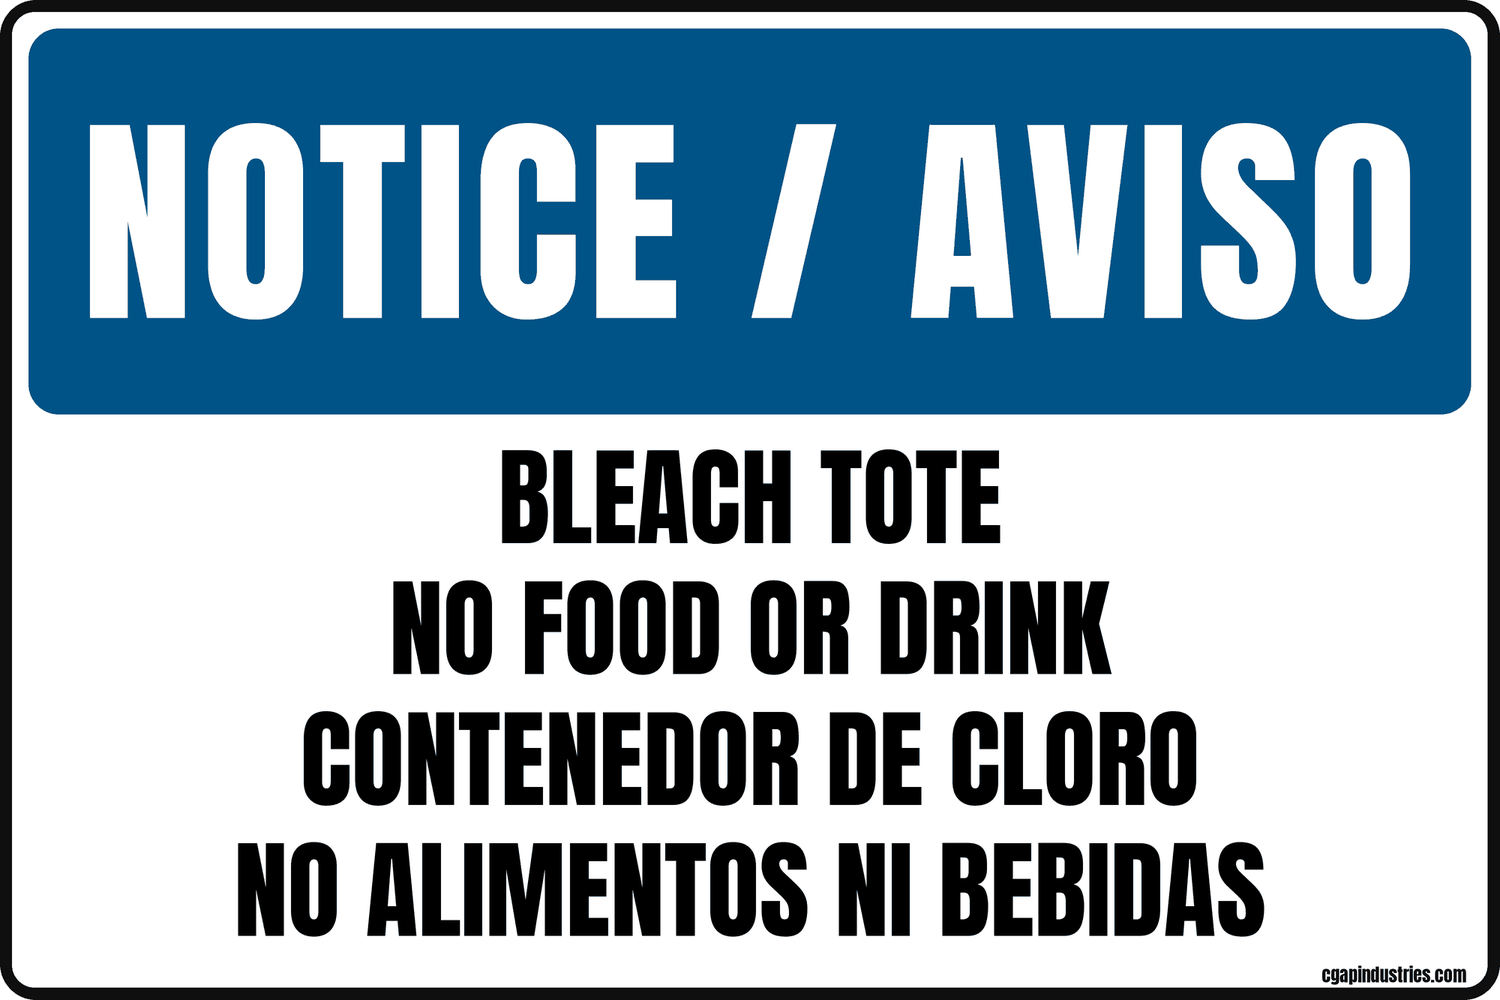 NOTICE / AVISO
BLEACH TOTE
NO FOOD OR DRINK
CONTENEDOR DE CLORO
NO ALIMENTOS NI BEBIDAS
cgapindustries.com